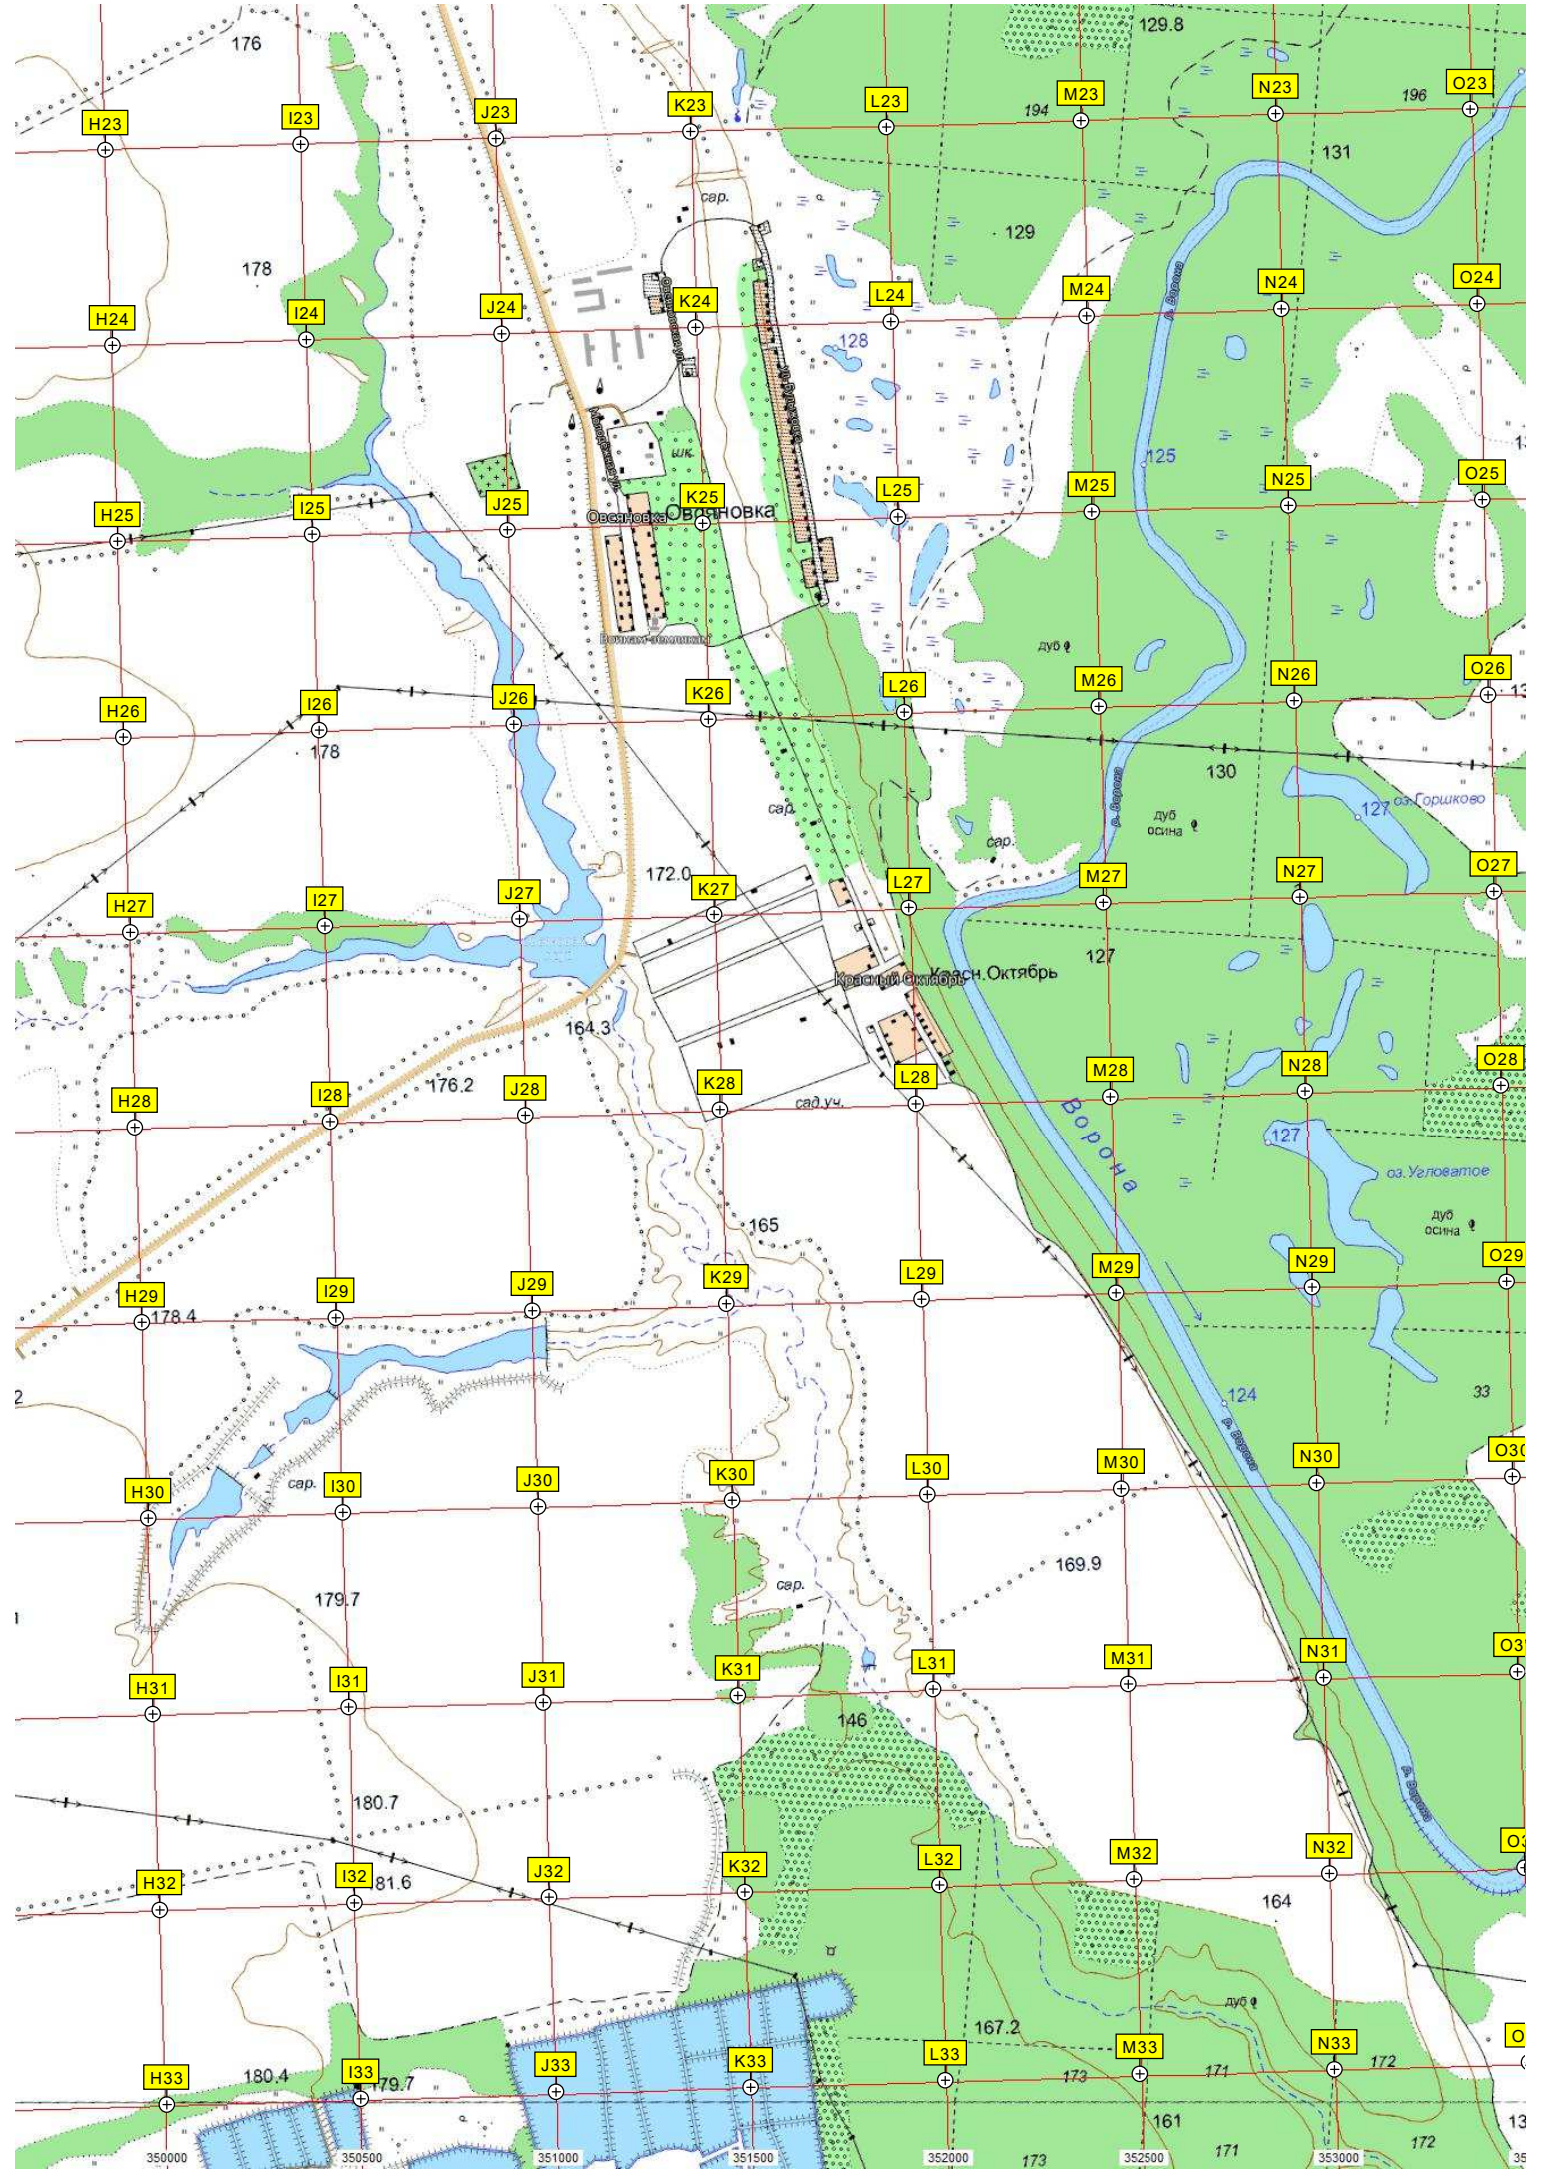 176
129.8
H23
I23
J23
K23
L23
194
M23
N23
196
O23
131
сар.
129
178
р. Ворона
H24
I24
J24
K24
L24
M24
N24
O24
128
Молодёжная ул.
шк.
125
H25
I25
J25
K25
L25
M25
N25
O25
Овсяновка
Овсяновка
Воинам-землякам
дуб
H26
I26
J26
K26
L26
M26
N26
O26
178
130
р. Ворона
сар.
127
оз.Горшково
дуб
осина
сар.
172.0
H27
I27
J27
K27
L27
M27
N27
O27
127
Красный Октябрь
Красн.Октябрь
164.3
176.2
H28
I28
J28
K28
сад.уч.
L28
M28
N28
O28
Ворона
127
оз.Угловатое
165
дуб
осина
H29
178.4
I29
J29
K29
L29
M29
N29
O29
124
33
р. Ворона
H30
сар.
I30
J30
K30
L30
M30
N30
O30
169.9
сар.
179.7
H31
I31
J31
K31
L31
M31
N31
146
180.7
р. Ворона
H32
I32
81.6
J32
K32
L32
M32
N32
164
дуб
167.2
H33
180.4
I33
79.7
J33
K33
L33
173
M33
171
N33
172
161
173
171
172
350000
350500
351000
351500
352000
352500
353000